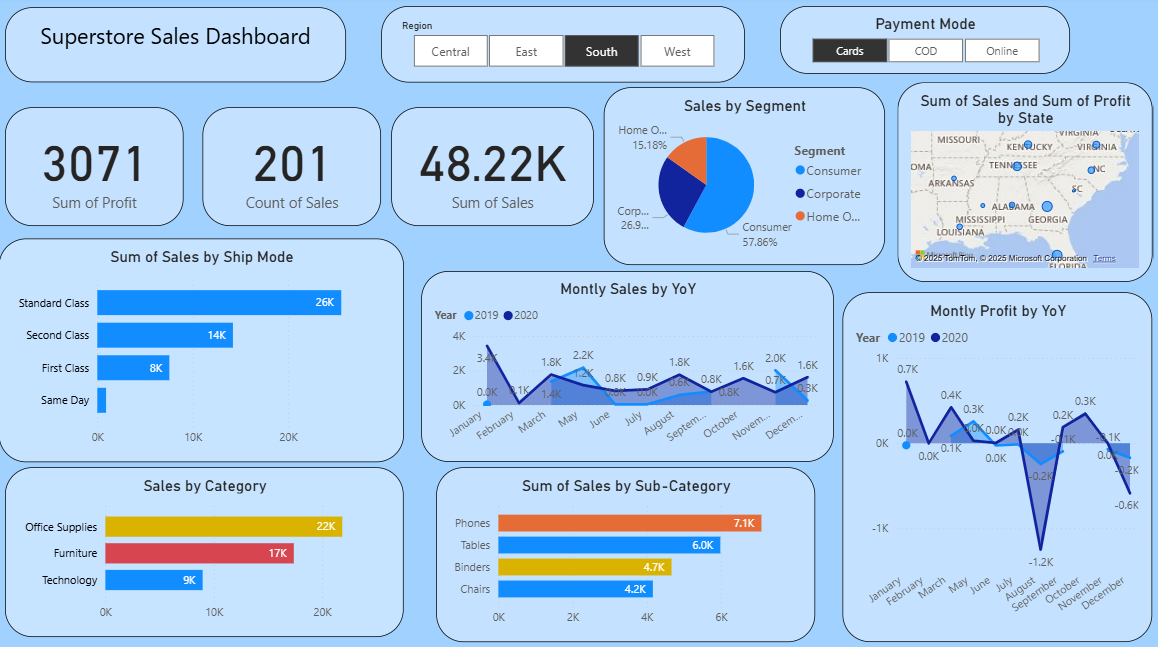 Superstore Sales Dashboard
Region
Central
East
South
West
Payment Mode
Cards
COD
Online
3071
Sum of Profit
201
Count of Sales
48.22K
Sum of Sales
Sales by Segment
Home O...
15.18%
Corp...
26.9...
Consumer
57.86%
Segment
Consumer
Corporate
Home O...
Sum of Sales and Sum of Profit
by State
MISSOURI
VIRGINIA
KENTUCKY
VIRGINIA
OMA
TENNESSEE
NC
ARKANSAS
SC
ALABAMA
MISSISSIPPI
GEORGIA
LOUISIANA
© 2025 TomTom, © 2025 Microsoft Corporation
Terms
FLORIDA
Sum of Sales by Ship Mode
Standard Class
26K
Second Class
14K
First Class
8K
Same Day
0K
10K
20K
Montly Sales by YoY
Year
2019
2020
4K
2K
0K
3.4K
0.0K
0.1K
1.8K
1.4K
2.2K
1.2K
0.8K
0.9K
0.0K
1.8K
0.6K
0.8K
1.6K
0.8K
2.0K
0.7K
1.6K
0.3K
January
February
March
May
June
July
August
Septem...
October
Novem...
Decem...
Montly Profit by YoY
Year
2019
2020
1K
0K
-1K
0.7K
0.0K
0.0K
0.4K
0.1K
0.3K
0.0K
0.0K
0.0K
0.2K
-0.2K
-1.2K
0.2K
-0.1K
0.3K
-0.1K
0.0K
-0.2K
-0.6K
January
February
March
May
June
July
August
September
October
November
December
Sales by Category
Office Supplies
22K
Furniture
17K
Technology
9K
0K
10K
20K
Sum of Sales by Sub-Category
Phones
7.1K
Tables
6.0K
Binders
4.7K
Chairs
4.2K
0K
2K
4K
6K